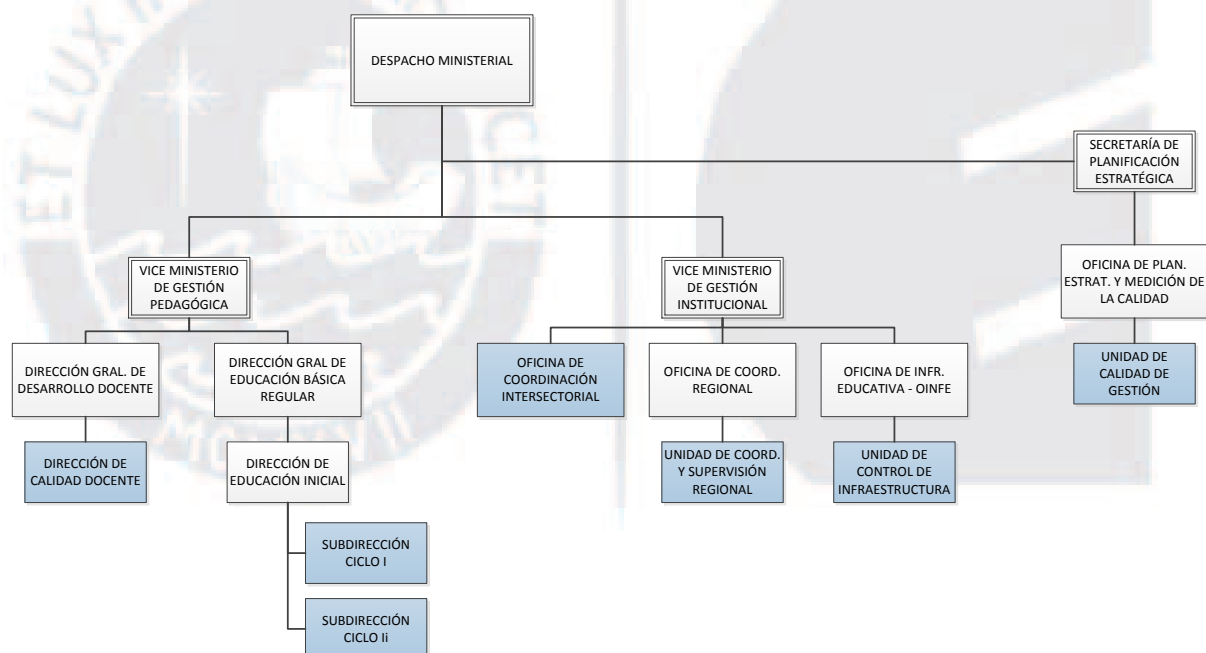 DESPACHO MINISTERIAL
SECRETARÍA DE
PLANIFICACIÓN
ESTRATÉGICA
VICE MINISTERIO
DE GESTIÓN
PEDAGÓGICA
VICE MINISTERIO
DE GESTIÓN
INSTITUCIONAL
OFICINA DE PLAN.
ESTRAT. Y MEDICIÓN DE
LA CALIDAD
DIRECCIÓN GRAL. DE
DESARROLLO DOCENTE
DIRECCIÓN GRAL DE
EDUCACIÓN BÁSICA
REGULAR
OFICINA DE
COORDINACIÓN
INTERSECTORIAL
OFICINA DE COORD.
REGIONAL
OFICINA DE INFR.
EDUCATIVA - OINFE
UNIDAD DE
CALIDAD DE
GESTIÓN
DIRECCIÓN DE
CALIDAD DOCENTE
DIRECCIÓN DE
EDUCACIÓN INICIAL
UNIDAD DE COORD.
Y SUPERVISIÓN
REGIONAL
UNIDAD DE
CONTROL DE
INFRAESTRUCTURA
SUBDIRECCIÓN
CICLO I
SUBDIRECCIÓN
CICLO Ii